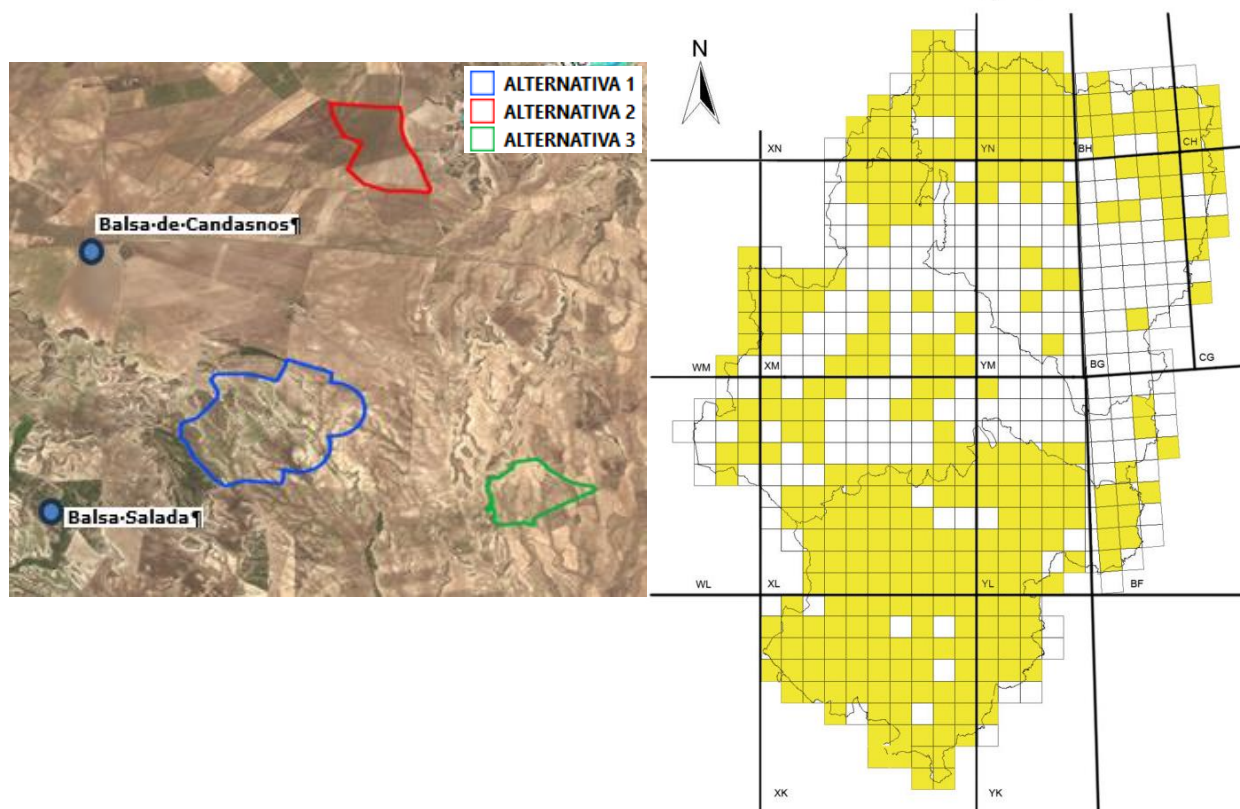 ALTERNATIVA 1
ALTERNATIVA 2
ALTERNATIVA 3
Balsa·de·Candasnos¶
Balsa·Salada¶
N
XN
YN
BH
CH
WM
XM
YM
BG
CG
WL
XL
YL
BF
XK
YK